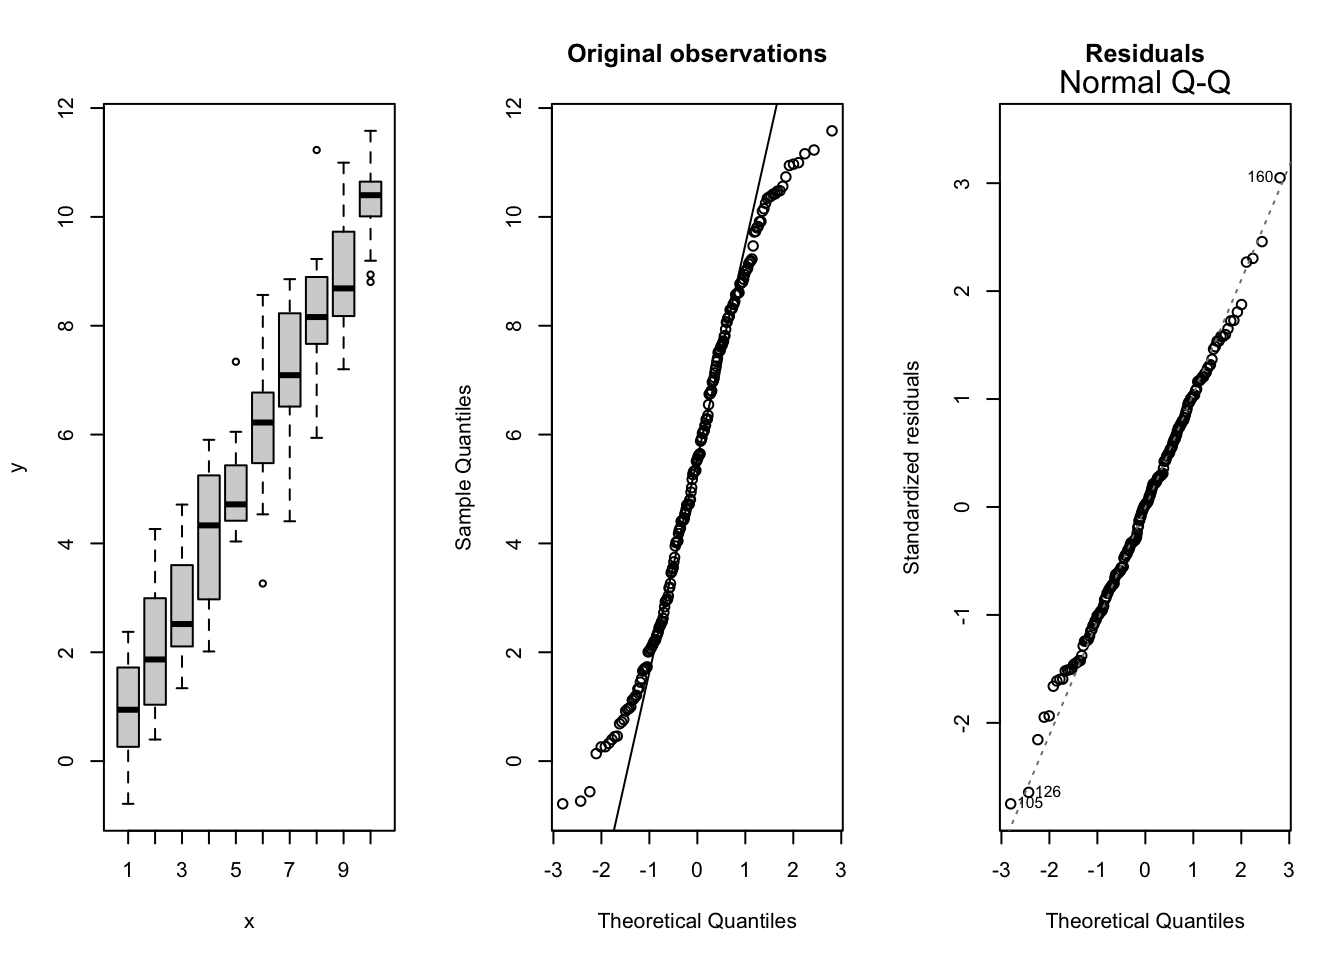 12
10
8
6
4
2
0
y
1 3 5 7 9
x
Original observations
12
10
8
6
4
2
0
Sample Quantiles
-3 -2 -1 0 1 2 3
Theoretical Quantiles
Residuals
Normal Q-Q
3
2
1
0
-1
-2
Standardized residuals
160
126
105
-3 -2 -1 0 1 2 3
Theoretical Quantiles